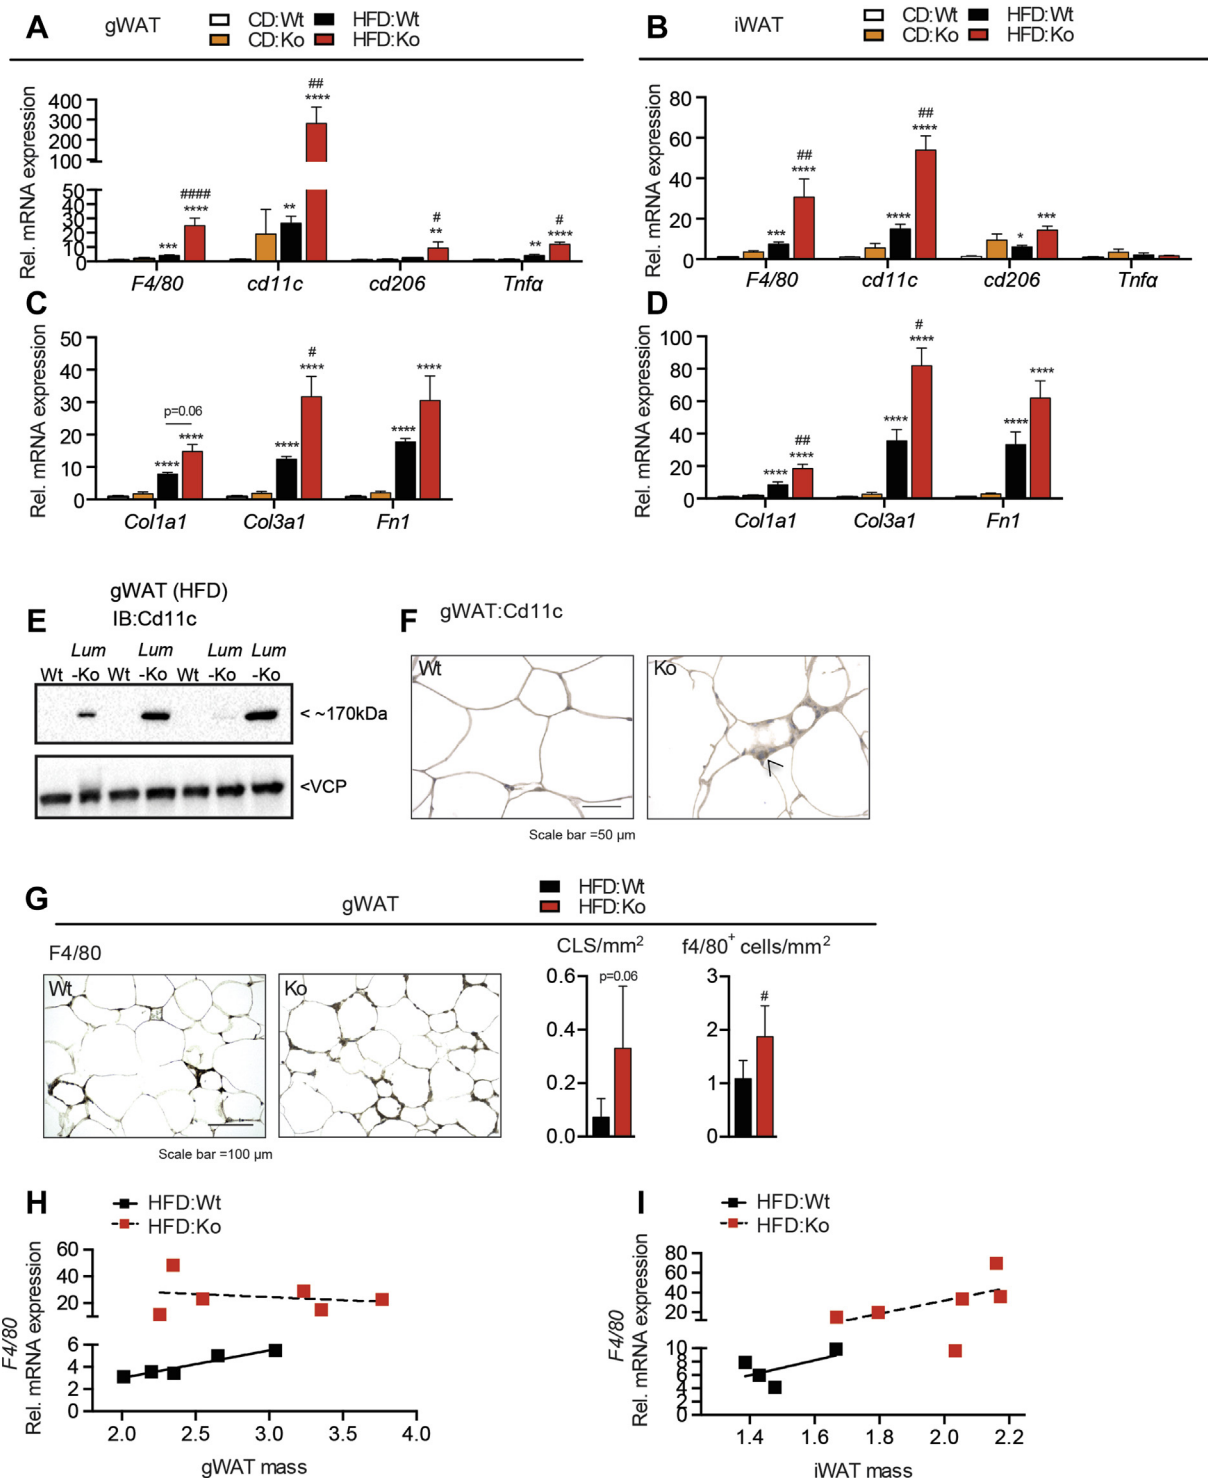 A gWAT CD:Wt HFD:Wt
CD:Ko HFD:Ko
Rel. mRNA expression
400
300
200
100
50
40
30
20
10
0
##
****
####
****
***
**
#
**
#
****
**
F4/80 cd11c cd206 Tnfα
B iWAT CD:Wt HFD:Wt
CD:Ko HFD:Ko
Rel. mRNA expression
80
60
40
20
0
##
****
***
##
****
****
***
*
F4/80 cd11c cd206 Tnfα
C
Rel. mRNA expression
50
40
30
20
10
0
p=0.06
****
****
#
****
****
****
****
Col1a1 Col3a1 Fn1
D
Rel. mRNA expression
100
80
60
40
20
0
##
****
****
#
****
****
****
****
Col1a1 Col3a1 Fn1
E gWAT (HFD)
IB:Cd11c
Lum Lum Lum Lum
Wt -Ko Wt -Ko Wt -Ko -Ko
< ~170kDa
<VCP
F gWAT:Cd11c
Wt Ko
Scale bar =50 µm
G gWAT HFD:Wt
HFD:Ko
F4/80
Wt Ko
Scale bar =100 µm
CLS/mm²
0.6
0.4
0.2
0.0
p=0.06
f4/80⁺ cells/mm²
3
2
1
0
#
H HFD:Wt
HFD:Ko
F4/80
Rel. mRNA expression
60
40
20
6
4
2
0
2.0 2.5 3.0 3.5 4.0
gWAT mass
I HFD:Wt
HFD:Ko
F4/80
Rel. mRNA expression
80
60
40
20
10
8
6
4
2
0
1.4 1.6 1.8 2.0 2.2
iWAT mass